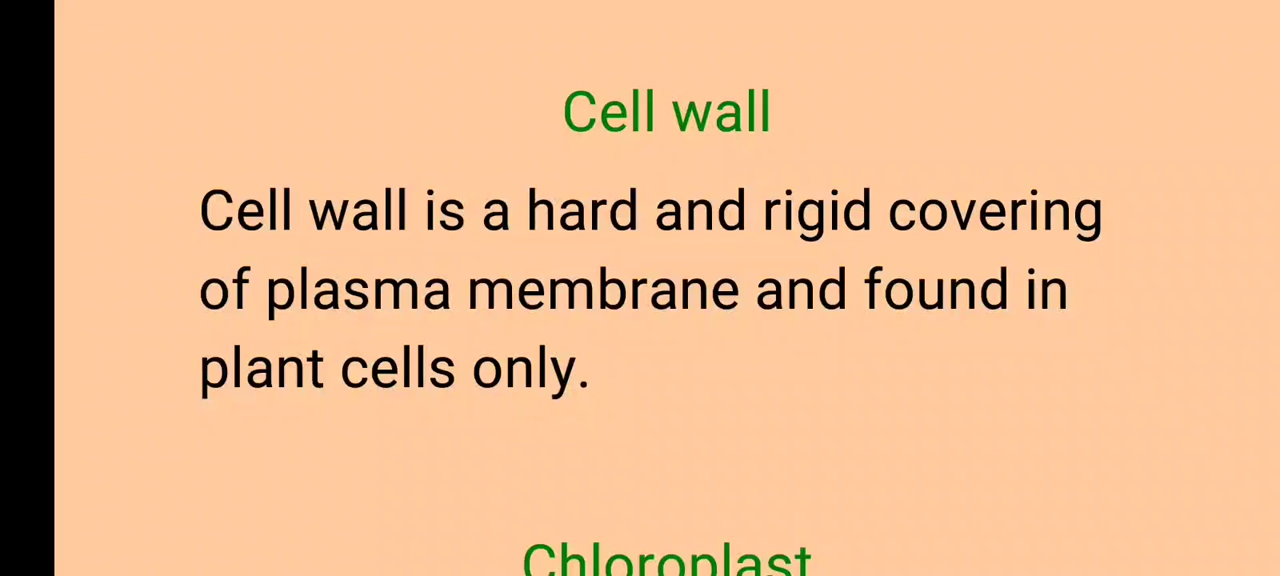 Cell wall
Cell wall is a hard and rigid covering
of plasma membrane and found in
plant cells only.
Chloroplast